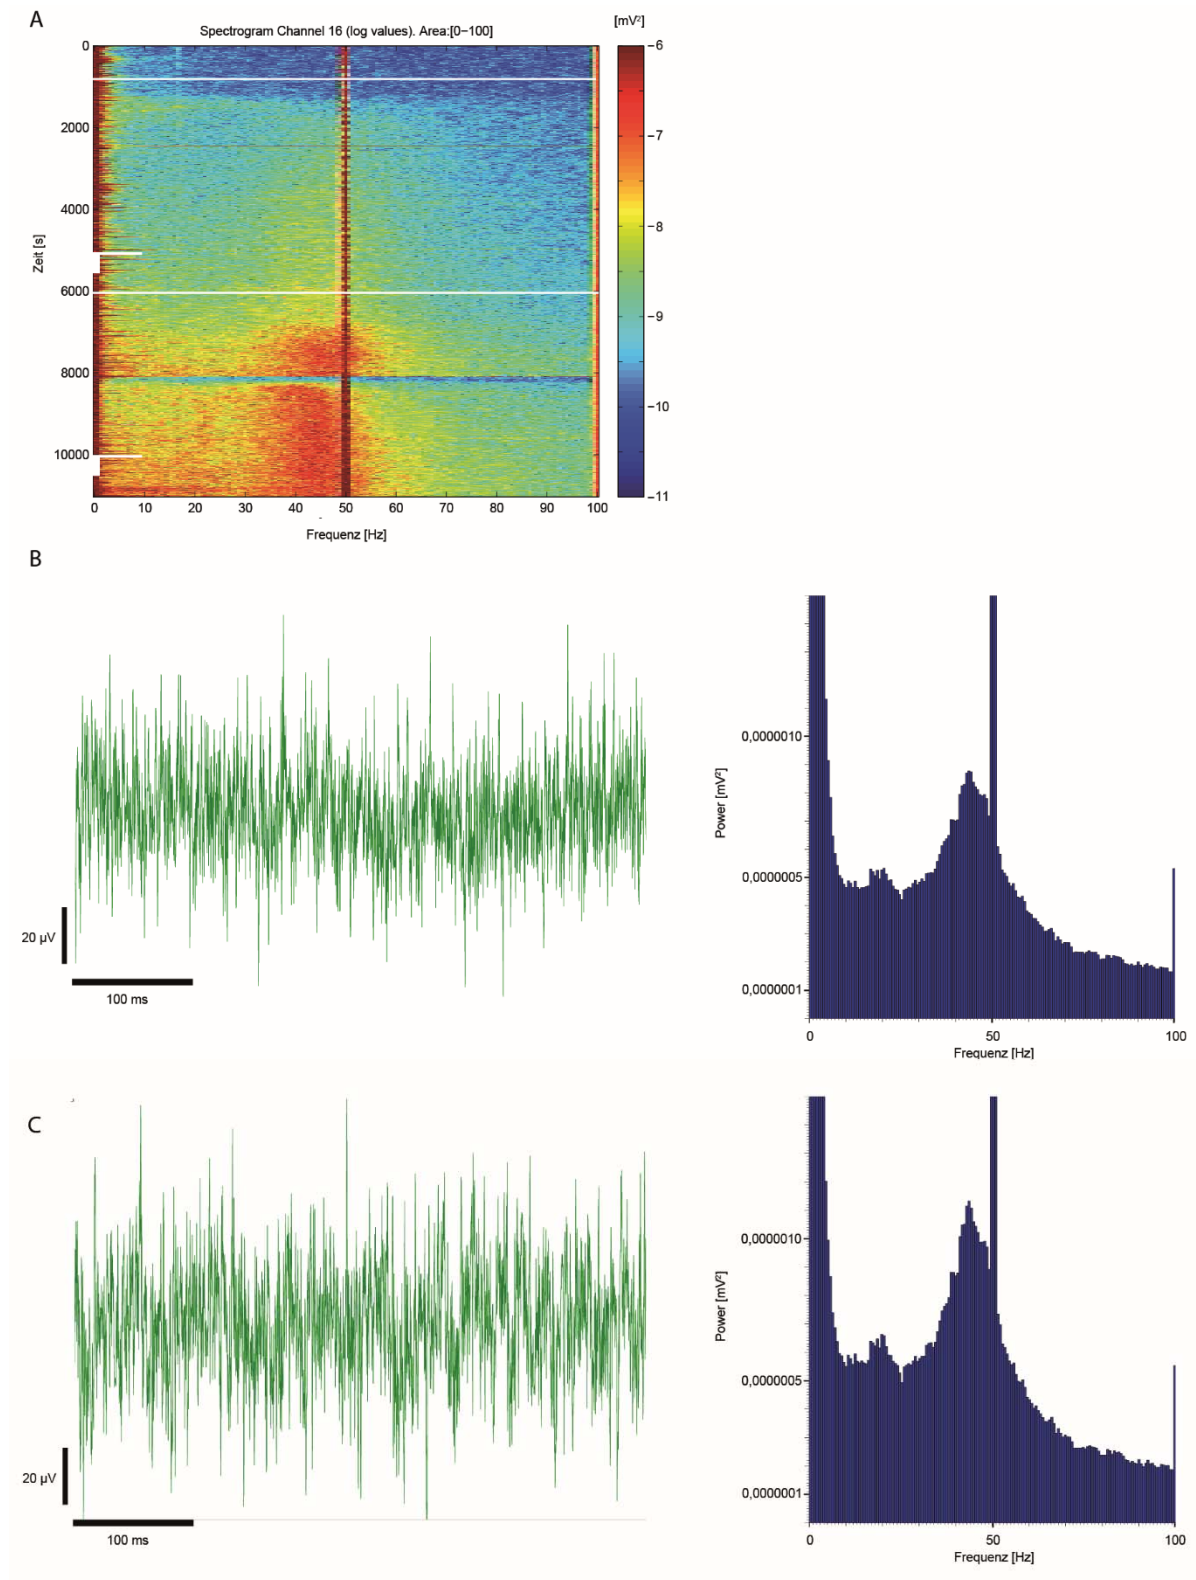 A
Spectrogram Channel 16 (log values). Area:[0−100]
[mV²]
0
2000
4000
6000
8000
10000
Zeit [s]
0 10 20 30 40 50 60 70 80 90 100
Frequenz [Hz]
−6
−7
−8
−9
−10
−11
B
20 µV
100 ms
0,0000010
0,0000005
0,0000001
Power [mV²]
0 50 100
Frequenz [Hz]
C
20 µV
100 ms
0,0000010
0,0000005
0,0000001
Power [mV²]
0 50 100
Frequenz [Hz]